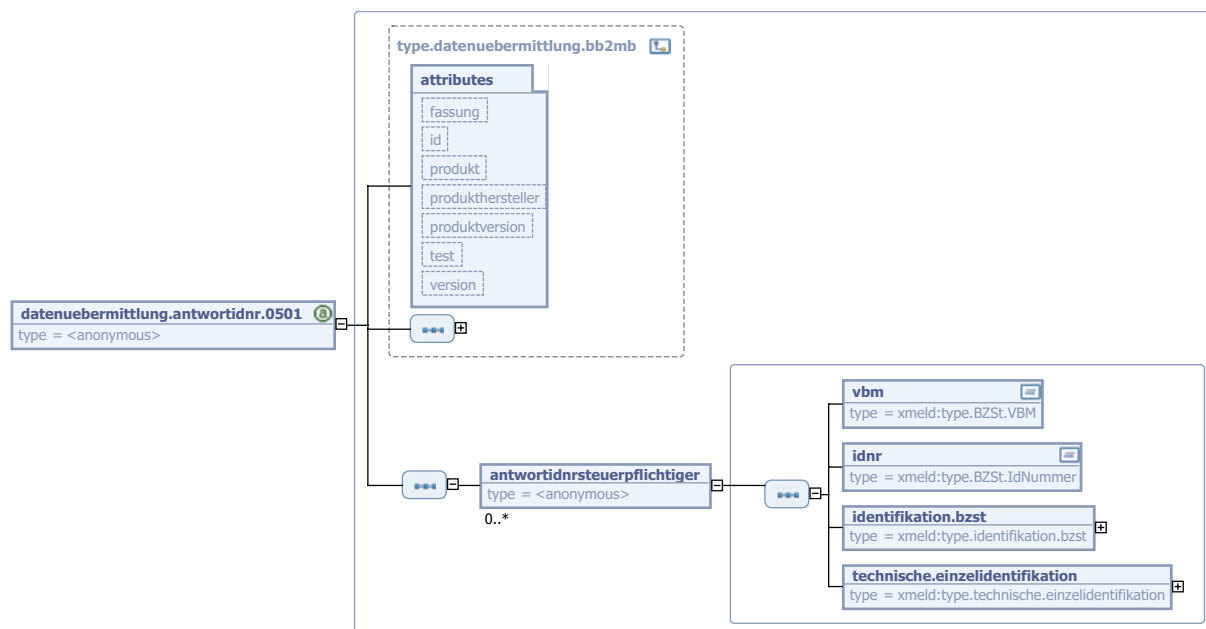 type.datenuebermittlung.bb2mb
attributes
fassung
id
produkt
produkthersteller
produktversion
test
version
datenuebermittlung.antwortidnr.0501 @
type = <anonymous>
antwortidnrsteuerpflichtiger
type = <anonymous>
0..*
vbm
type = xmeld:type.BZSt.VBM
idnr
type = xmeld:type.BZSt.IdNummer
identifikation.bzst
type = xmeld:type.identifikation.bzst
technische.einzelidentifikation
type = xmeld:type.technische.einzelidentifikation